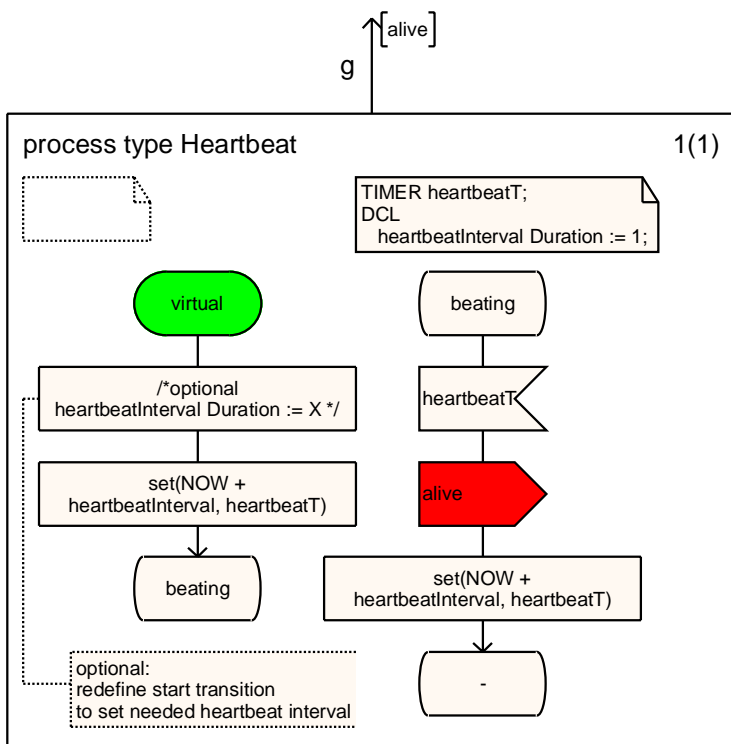 [alive]
g
process type Heartbeat
1(1)
TIMER heartbeatT;
DCL
heartbeatInterval Duration := 1;
virtual
/*optional
heartbeatInterval Duration := X */
set(NOW +
heartbeatInterval, heartbeatT)
beating
optional:
redefine start transition
to set needed heartbeat interval
beating
heartbeatT
alive
set(NOW +
heartbeatInterval, heartbeatT)
-